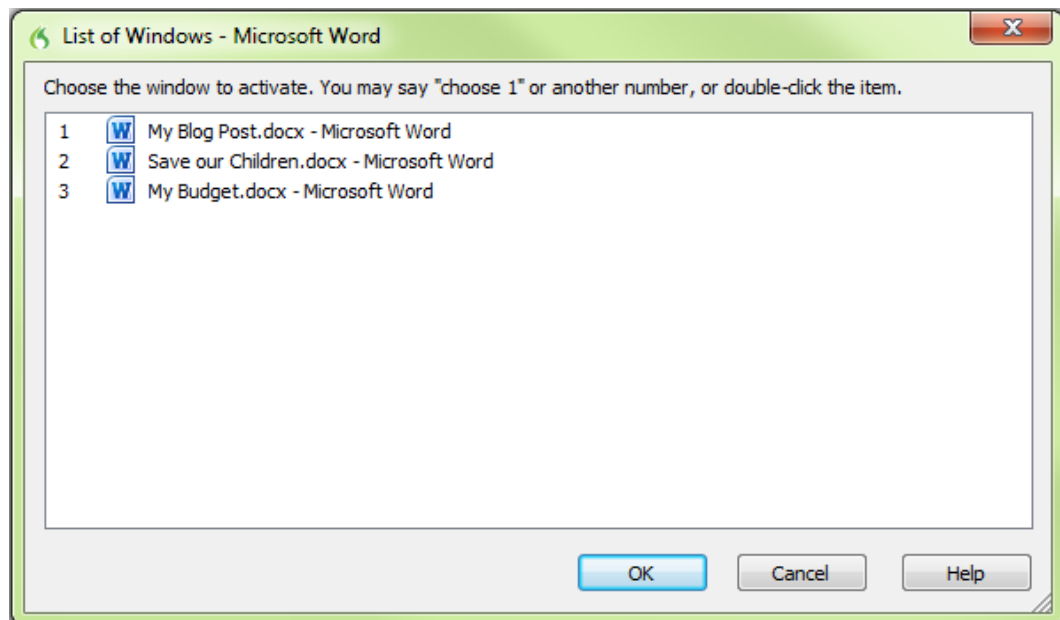 List of Windows - Microsoft Word
Choose the window to activate. You may say "choose 1" or another number, or double-click the item.
1 My Blog Post.docx - Microsoft Word
2 Save our Children.docx - Microsoft Word
3 My Budget.docx - Microsoft Word
OK Cancel Help